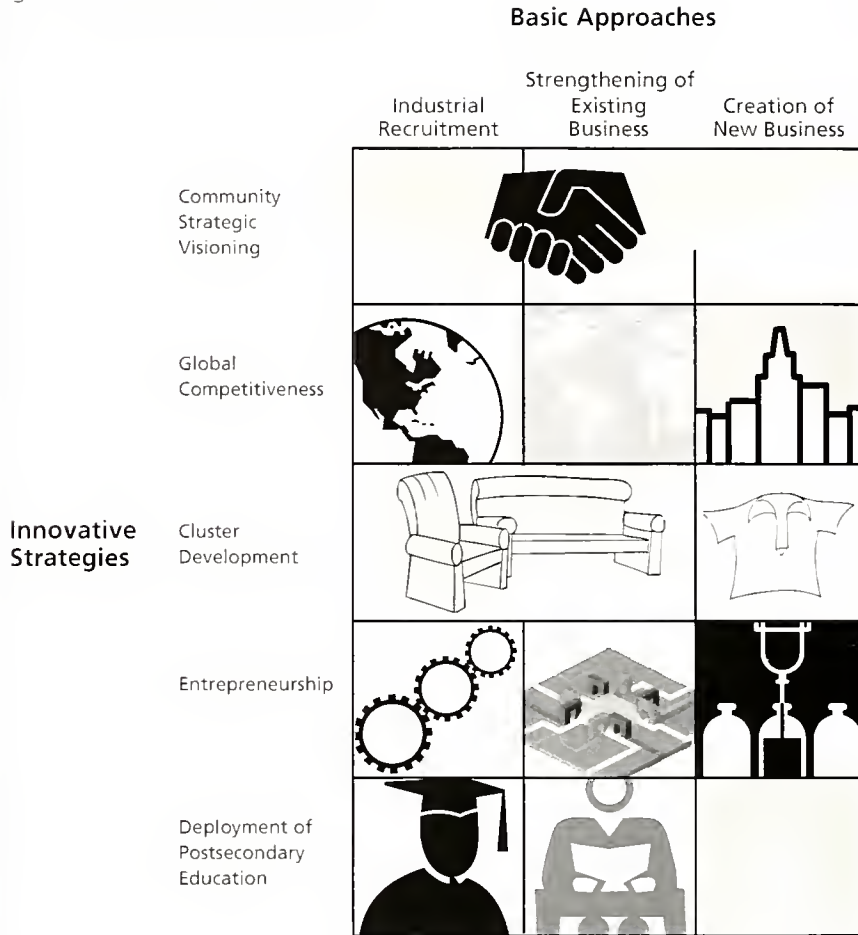 Basic Approaches
Industrial
Recruitment
Strengthening of
Existing
Business
Creation of
New Business
Community
Strategic
Visioning
Global
Competitiveness
Innovative
Strategies
Cluster
Development
Entrepreneurship
Deployment of
Postsecondary
Education